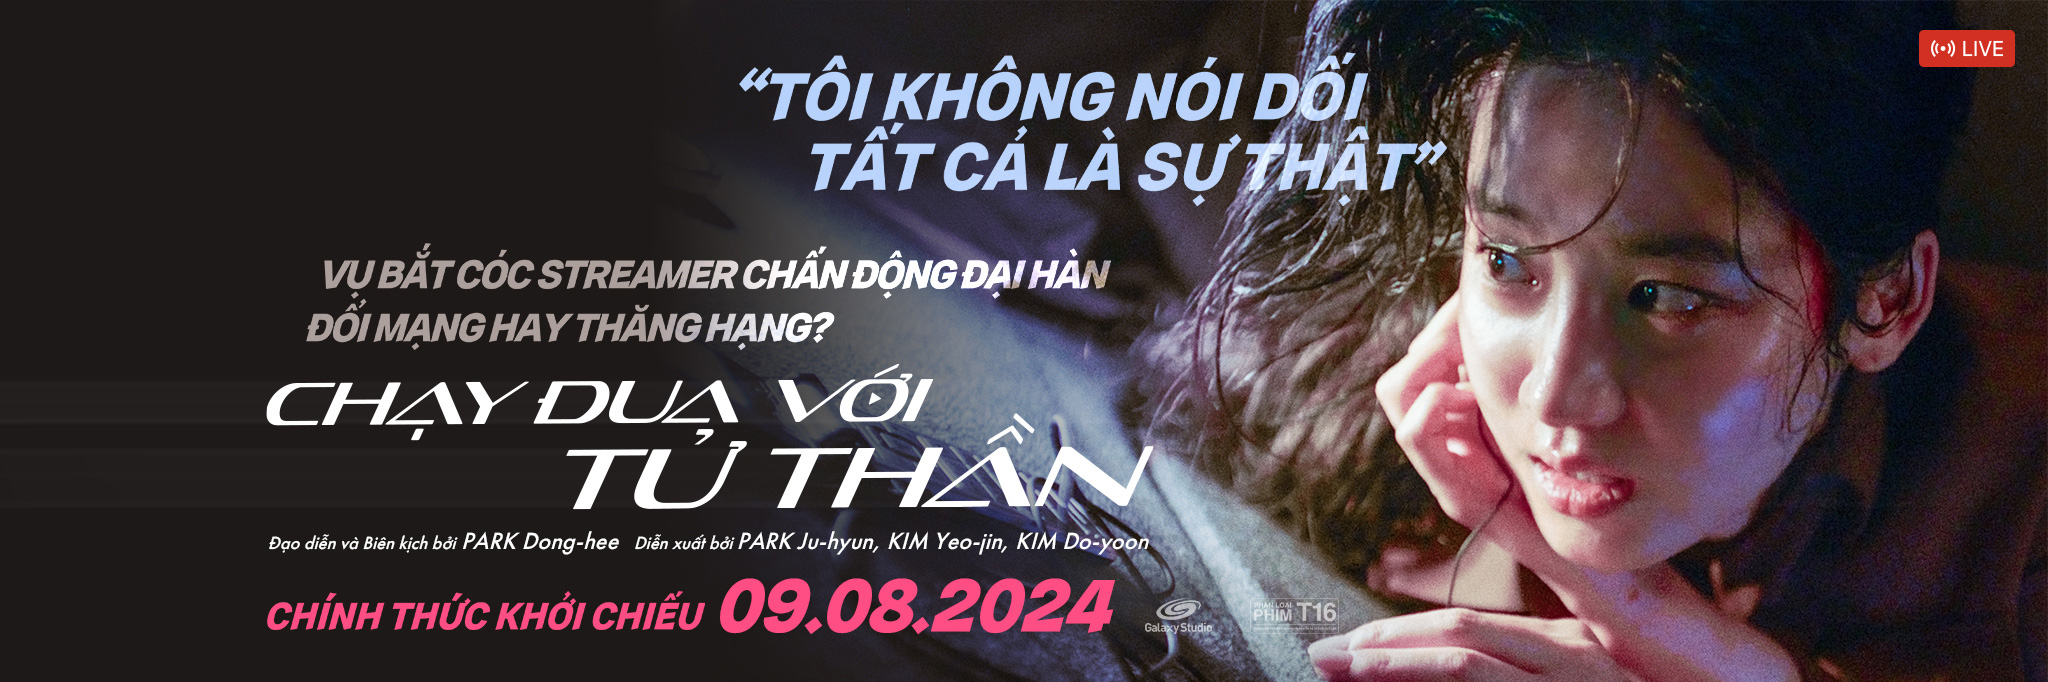 LIVE
“TÔI KHÔNG NÓI DỐI
TẤT CẢ LÀ SỰ THẬT”
VỤ BẮT CÓC STREAMER CHẤN ĐỘNG ĐẠI HÀN
ĐỔI MẠNG HAY THĂNG HẠNG?
CHẠY ĐUA VỚI
TỬ THẦN
Đạo diễn và Biên kịch bởi PARK Dong-hee Diễn xuất bởi PARK Ju-hyun, KIM Yeo-jin, KIM Do-yoon
CHÍNH THỨC KHỞI CHIẾU 09.08.2024
Galaxy Studio
PHÂN LOẠI
PHIM T16